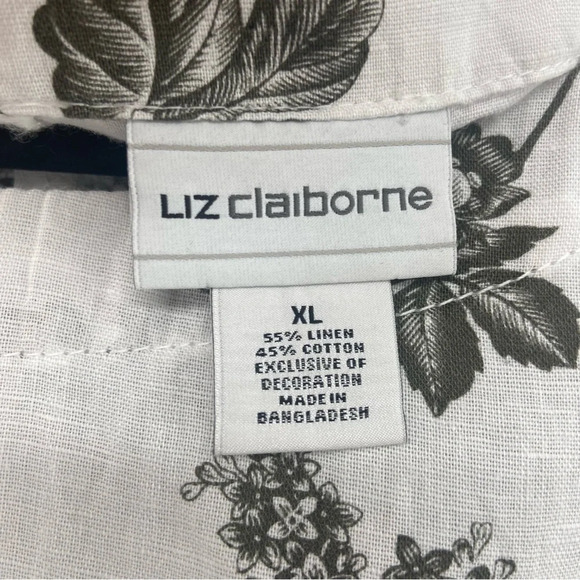 LIZ claiborne
XL
55% LINEN
45% COTTON
EXCLUSIVE OF
DECORATION
MADE IN
BANGLADESH